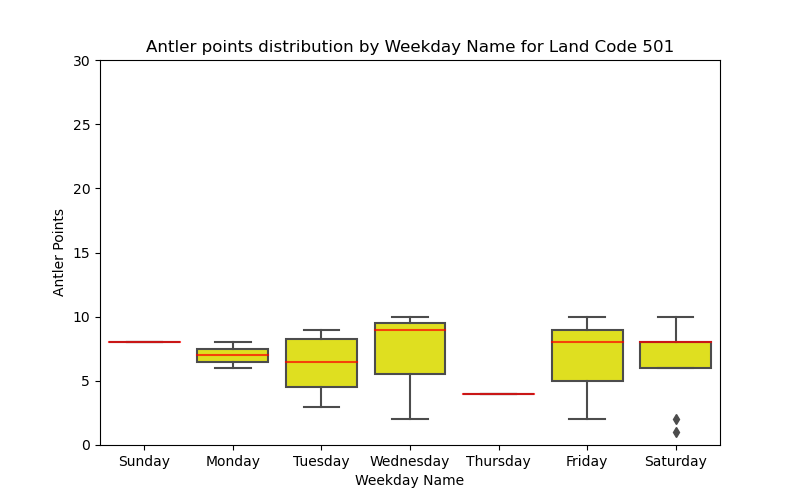 Antler points distribution by Weekday Name for Land Code 501
30
25
20
15
10
5
0
Antler Points
Sunday Monday Tuesday Wednesday Thursday Friday Saturday
Weekday Name